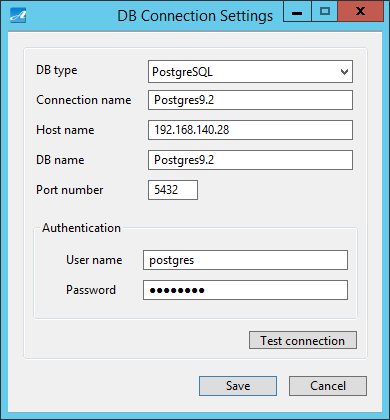 DB Connection Settings
DB type PostgreSQL
Connection name Postgres9.2
Host name 192.168.140.28
DB name Postgres9.2
Port number 5432
Authentication
User name postgres
Password ●●●●●●●●
Test connection
Save Cancel